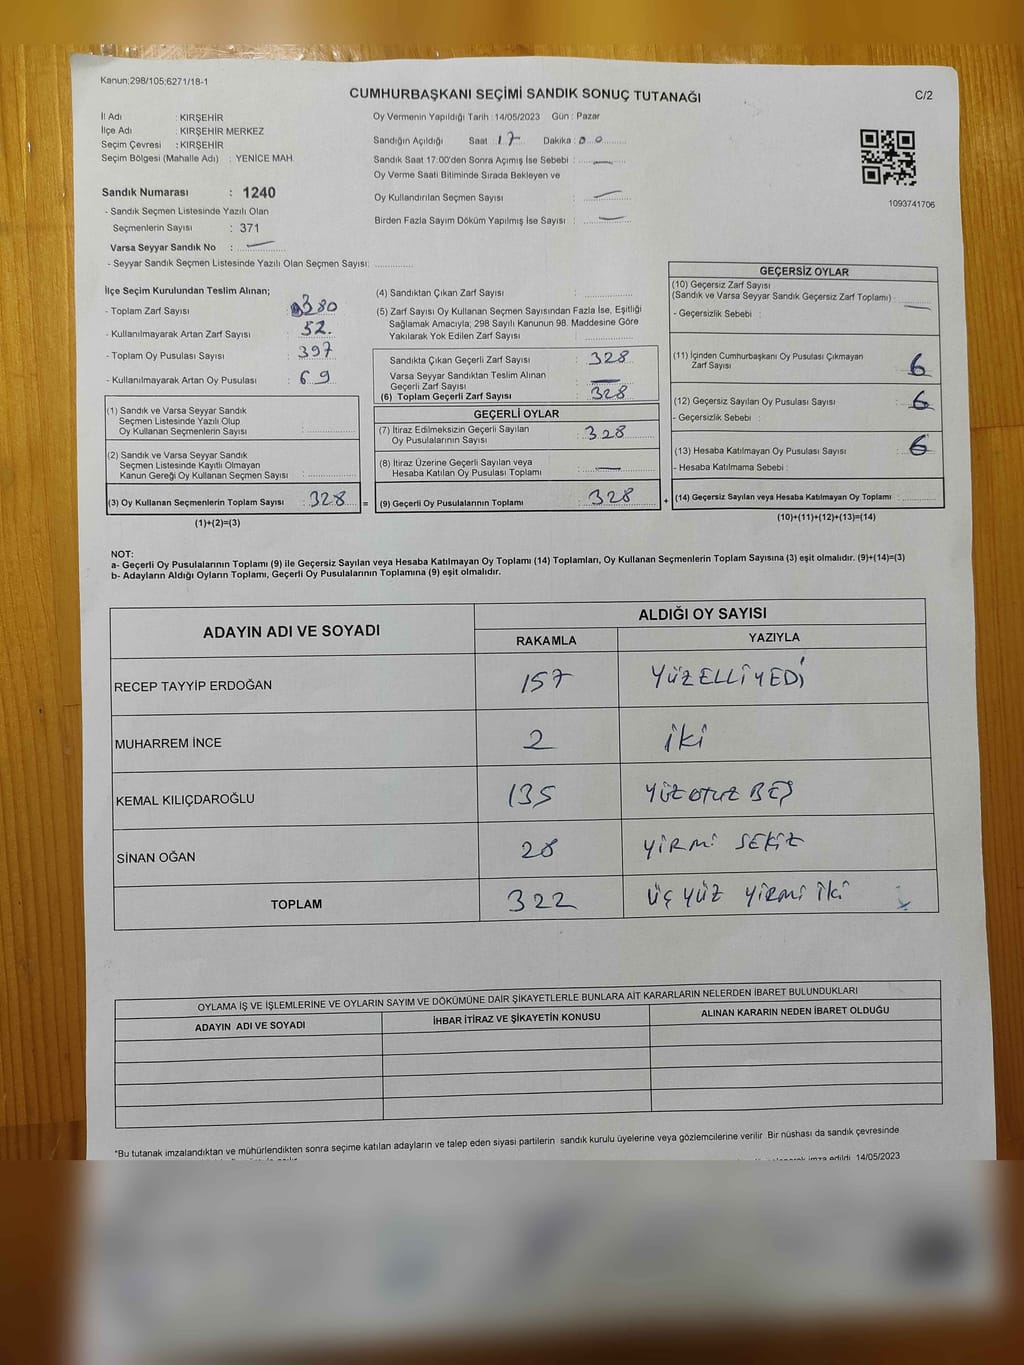 Kanun;298/105;6271/18-1
CUMHURBAŞKANI SEÇİMİ SANDIK SONUÇ TUTANAĞI
C/2
İl Adı : KIRŞEHİR
İlçe Adı : KIRŞEHİR MERKEZ
Seçim Çevresi : KIRŞEHİR
Seçim Bölgesi (Mahalle Adı) : YENİCE MAH.
Oy Vermenin Yapıldığı Tarih : 14/05/2023 Gün : Pazar
Sandığın Açıldığı Saat : 17 Dakika : 00
Sandık Saat 17:00'den Sonra Açımış İse Sebebi : —
Oy Verme Saati Bitiminde Sırada Bekleyen ve
Oy Kullandırılan Seçmen Sayısı : —
Birden Fazla Sayım Döküm Yapılmış İse Sayısı : —
1093741706
Sandık Numarası : 1240
- Sandık Seçmen Listesinde Yazılı Olan
Seçmenlerin Sayısı : 371
Varsa Seyyar Sandık No : —
- Seyyar Sandık Seçmen Listesinde Yazılı Olan Seçmen Sayısı:
İlçe Seçim Kurulundan Teslim Alınan;
- Toplam Zarf Sayısı : 380
- Kullanılmayarak Artan Zarf Sayısı : 52.
- Toplam Oy Pusulası Sayısı : 397
- Kullanılmayarak Artan Oy Pusulası : 69
(1) Sandık ve Varsa Seyyar Sandık
Seçmen Listesinde Yazılı Olup
Oy Kullanan Seçmenlerin Sayısı :
(2) Sandık ve Varsa Seyyar Sandık
Seçmen Listesinde Kayıtlı Olmayan
Kanun Gereği Oy Kullanan Seçmen Sayısı :
(3) Oy Kullanan Seçmenlerin Toplam Sayısı : 328 =
(1)+(2)=(3)
(4) Sandıktan Çıkan Zarf Sayısı :
(5) Zarf Sayısı Oy Kullanan Seçmen Sayısından Fazla İse, Eşitliği
Sağlamak Amacıyla; 298 Sayılı Kanunun 98. Maddesine Göre
Yakılarak Yok Edilen Zarf Sayısı :
Sandıkta Çıkan Geçerli Zarf Sayısı : 328
Varsa Seyyar Sandıktan Teslim Alınan
Geçerli Zarf Sayısı : —
(6) Toplam Geçerli Zarf Sayısı : 328
GEÇERLİ OYLAR
(7) İtiraz Edilmeksizin Geçerli Sayılan
Oy Pusulalarının Sayısı : 328
(8) İtiraz Üzerine Geçerli Sayılan veya
Hesaba Katılan Oy Pusulası Toplamı : —
(9) Geçerli Oy Pusulalarının Toplamı : 328 +
GEÇERSİZ OYLAR
(10) Geçersiz Zarf Sayısı
(Sandık ve Varsa Seyyar Sandık Geçersiz Zarf Toplamı) : —
- Geçersizlik Sebebi :
(11) İçinden Cumhurbaşkanı Oy Pusulası Çıkmayan
Zarf Sayısı : 6
(12) Geçersiz Sayılan Oy Pusulası Sayısı : 6
- Geçersizlik Sebebi :
(13) Hesaba Katılmayan Oy Pusulası Sayısı : 6
- Hesaba Katılmama Sebebi :
(14) Geçersiz Sayılan veya Hesaba Katılmayan Oy Toplamı :
(10)+(11)+(12)+(13)=(14)
NOT:
a- Geçerli Oy Pusulalarının Toplamı (9) ile Geçersiz Sayılan veya Hesaba Katılmayan Oy Toplamı (14) Toplamları, Oy Kullanan Seçmenlerin Toplam Sayısına (3) eşit olmalıdır. (9)+(14)=(3)
b- Adayların Aldığı Oyların Toplamı, Geçerli Oy Pusulalarının Toplamına (9) eşit olmalıdır.
ADAYIN ADI VE SOYADI
ALDIĞI OY SAYISI
RAKAMLA YAZIYLA
RECEP TAYYİP ERDOĞAN 157 YÜZELLİYEDİ
MUHARREM İNCE 2 iki
KEMAL KILIÇDAROĞLU 135 YÜZOTUZ BEŞ
SİNAN OĞAN 28 YİRMİ SEKİZ
TOPLAM 322 ÜÇ YÜZ YİRMİ İKİ
OYLAMA İŞ VE İŞLEMLERİNE VE OYLARIN SAYIM VE DÖKÜMÜNE DAİR ŞİKAYETLERLE BUNLARA AİT KARARLARIN NELERDEN İBARET BULUNDUKLARI
ADAYIN ADI VE SOYADI İHBAR İTİRAZ VE ŞİKAYETİN KONUSU ALINAN KARARIN NEDEN İBARET OLDUĞU
*Bu tutanak imzalandıktan ve mühürlendikten sonra seçime katılan adayların ve talep eden siyasi partilerin sandık kurulu üyelerine veya gözlemcilerine verilir Bir nüshası da sandık çevresinde
imza edildi. 14/05/2023